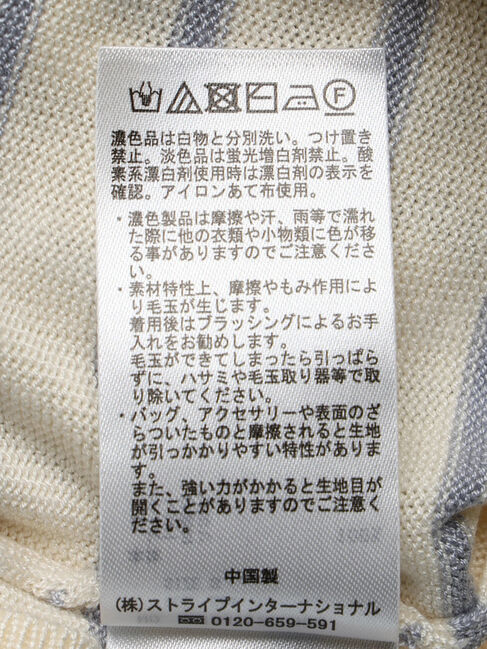 濃色品は白物と分別洗い。つけ置き
禁止。淡色品は蛍光増白剤禁止。酸
素系漂白剤使用時は漂白剤の表示を
確認。アイロンあて布使用。
・濃色製品は摩擦や汗、雨等で濡れ
た際に他の衣類や小物類に色が移
る事がありますのでご注意くださ
い。
・素材特性上、摩擦やもみ作用によ
り毛玉が生じます。
着用後はブラッシングによるお手
入れをお勧めします。
毛玉ができてしまったら引っぱら
ずに、ハサミや毛玉取り器等で取
り除いてください。
・バッグ、アクセサリーや表面のざ
らついたものと摩擦されると生地
が引っかかりやすい特性がありま
す。
また、強い力がかかると生地目が
開くことがありますのでご注意く
ださい。
中国製
(株)ストライプインターナショナル
0120-659-591